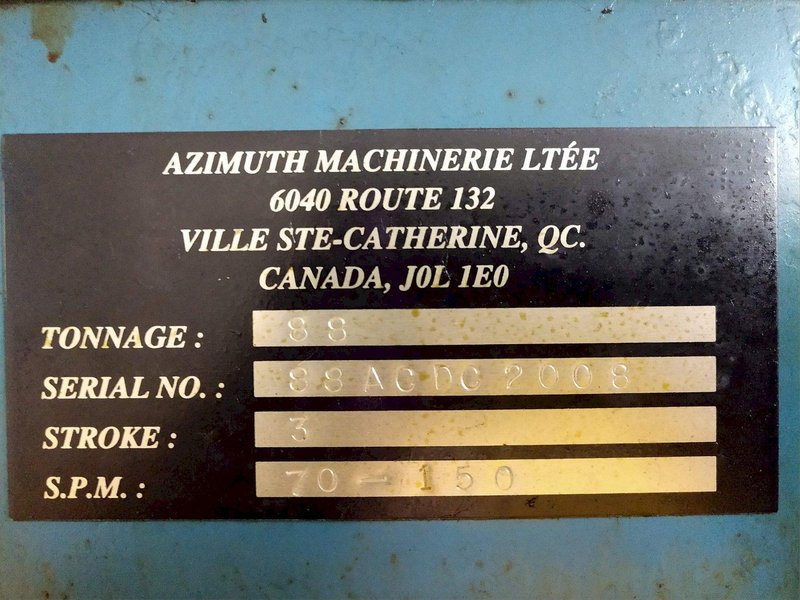 AZIMUTH MACHINERIE LTÉE
6040 ROUTE 132
VILLE STE-CATHERINE, QC.
CANADA, J0L 1E0
TONNAGE : 88
SERIAL NO. : 88ACDC2008
STROKE : 3
S.P.M. : 70-150